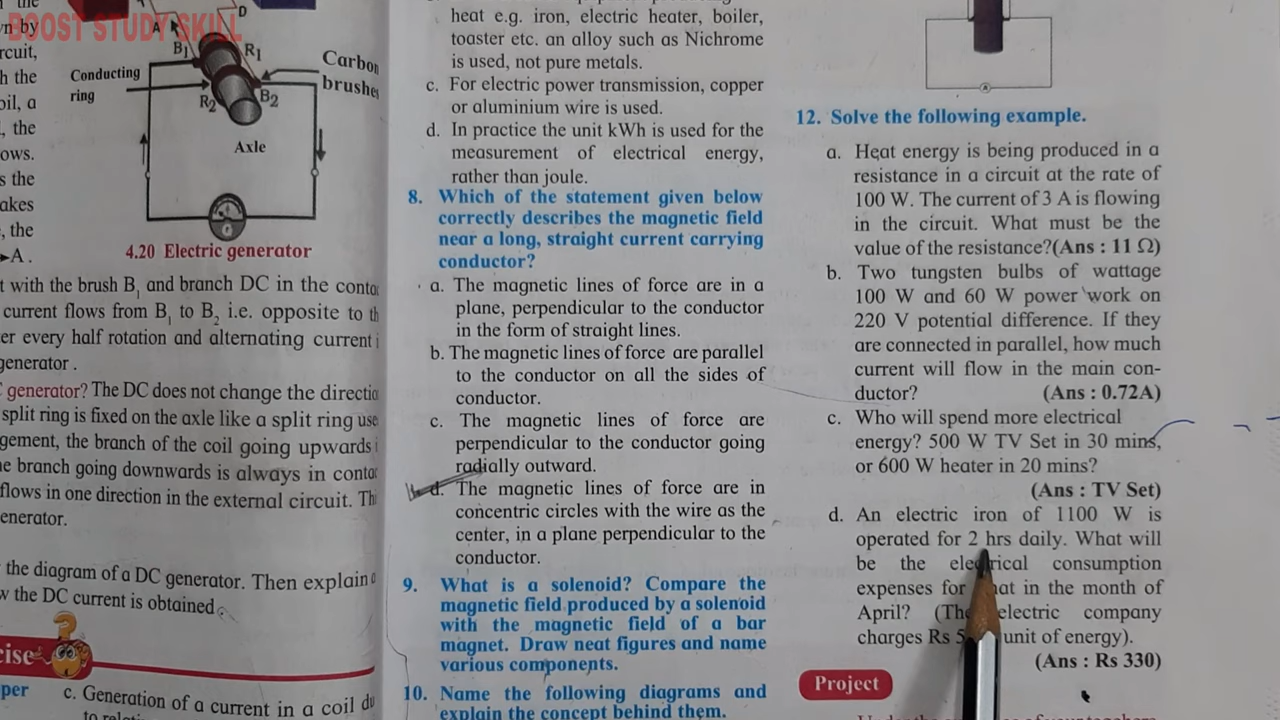 BOOST STUDY SKILL
n by
rcuit,
h the
oil, a
, the
ows.
s the
akes
, the
A.
A
D
B1
R1
Conducting
ring
R2
B2
Carbon
brushes
Axle
G
4.20 Electric generator
t with the brush B1 and branch DC in the
current flows from B1 to B2 i.e. opposite to
er every half rotation and alternating current
generator.
generator? The DC does not change the
split ring is fixed on the axle like a split ring
gement, the branch of the coil going upwards
e branch going downwards is always in
flows in one direction in the external circuit.
enerator.
the diagram of a DC generator. Then explain
w the DC current is obtained.
cise
per
c. Generation of a current in a coil
heat e.g. iron, electric heater, boiler,
toaster etc. an alloy such as Nichrome
is used, not pure metals.
c. For electric power transmission, copper
or aluminium wire is used.
d. In practice the unit kWh is used for the
measurement of electrical energy,
rather than joule.
8. Which of the statement given below
correctly describes the magnetic field
near a long, straight current carrying
conductor?
a. The magnetic lines of force are in a
plane, perpendicular to the conductor
in the form of straight lines.
b. The magnetic lines of force are parallel
to the conductor on all the sides of
conductor.
c. The magnetic lines of force are
perpendicular to the conductor going
radially outward.
d. The magnetic lines of force are in
concentric circles with the wire as the
center, in a plane perpendicular to the
conductor.
9. What is a solenoid? Compare the
magnetic field produced by a solenoid
with the magnetic field of a bar
magnet. Draw neat figures and name
various components.
10. Name the following diagrams and
explain the concept behind them.
12. Solve the following example.
a. Heat energy is being produced in a
resistance in a circuit at the rate of
100 W. The current of 3 A is flowing
in the circuit. What must be the
value of the resistance?(Ans : 11 Ω)
b. Two tungsten bulbs of wattage
100 W and 60 W power work on
220 V potential difference. If they
are connected in parallel, how much
current will flow in the main con-
ductor? (Ans : 0.72A)
c. Who will spend more electrical
energy? 500 W TV Set in 30 mins,
or 600 W heater in 20 mins?
(Ans : TV Set)
d. An electric iron of 1100 W is
operated for 2 hrs daily. What will
be the electrical consumption
expenses for in the month of
April? (The electric company
charges Rs 5 unit of energy).
(Ans : Rs 330)
Project